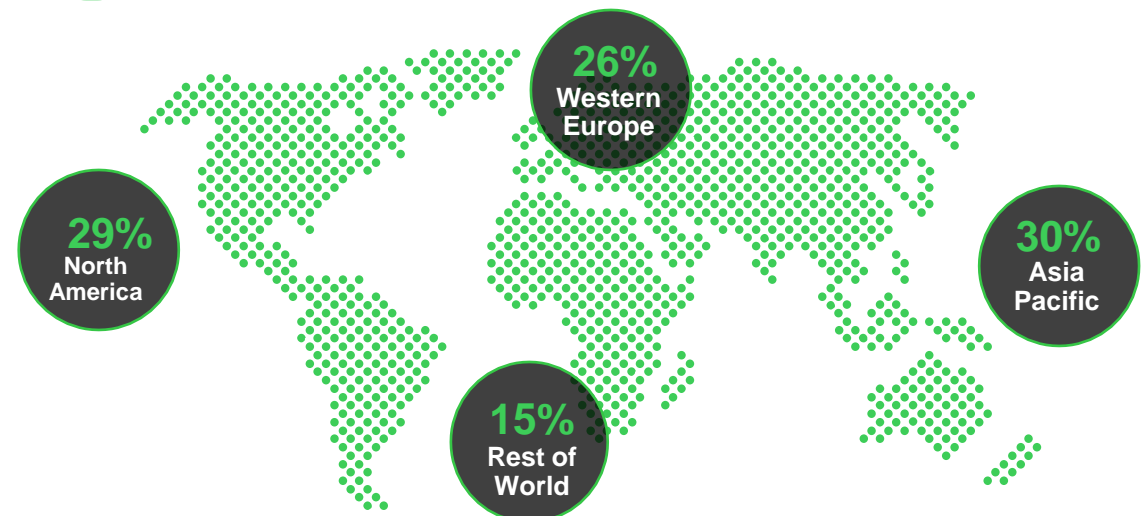 26%
Western
Europe
29%
North
America
30%
Asia
Pacific
15%
Rest of
World